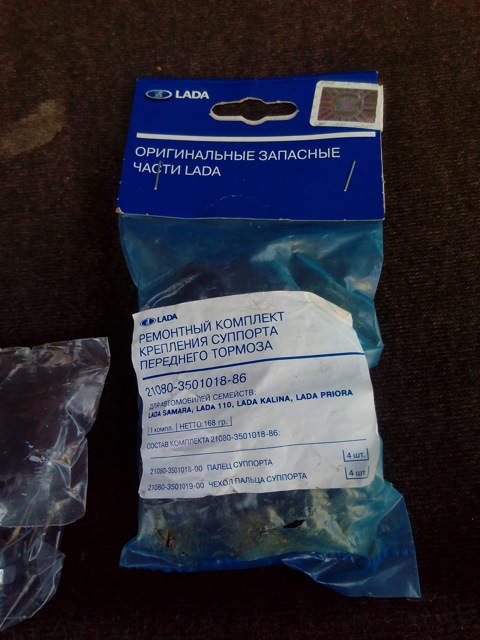 LADA
ОРИГИНАЛЬНЫЕ ЗАПАСНЫЕ
ЧАСТИ LADA
LADA
РЕМОНТНЫЙ КОМПЛЕКТ
КРЕПЛЕНИЯ СУППОРТА
ПЕРЕДНЕГО ТОРМОЗА
21080-3501018-86
ДЛЯ АВТОМОБИЛЕЙ СЕМЕЙСТВ:
LADA SAMARA, LADA 110, LADA KALINA, LADA PRIORA
1 компл. НЕТТО: 168 гр.
СОСТАВ КОМПЛЕКТА 21080-3501018-86:
21080-3501018-00 ПАЛЕЦ СУППОРТА 4 шт.
21080-3501019-00 ЧЕХОЛ ПАЛЬЦА СУППОРТА 4 шт.